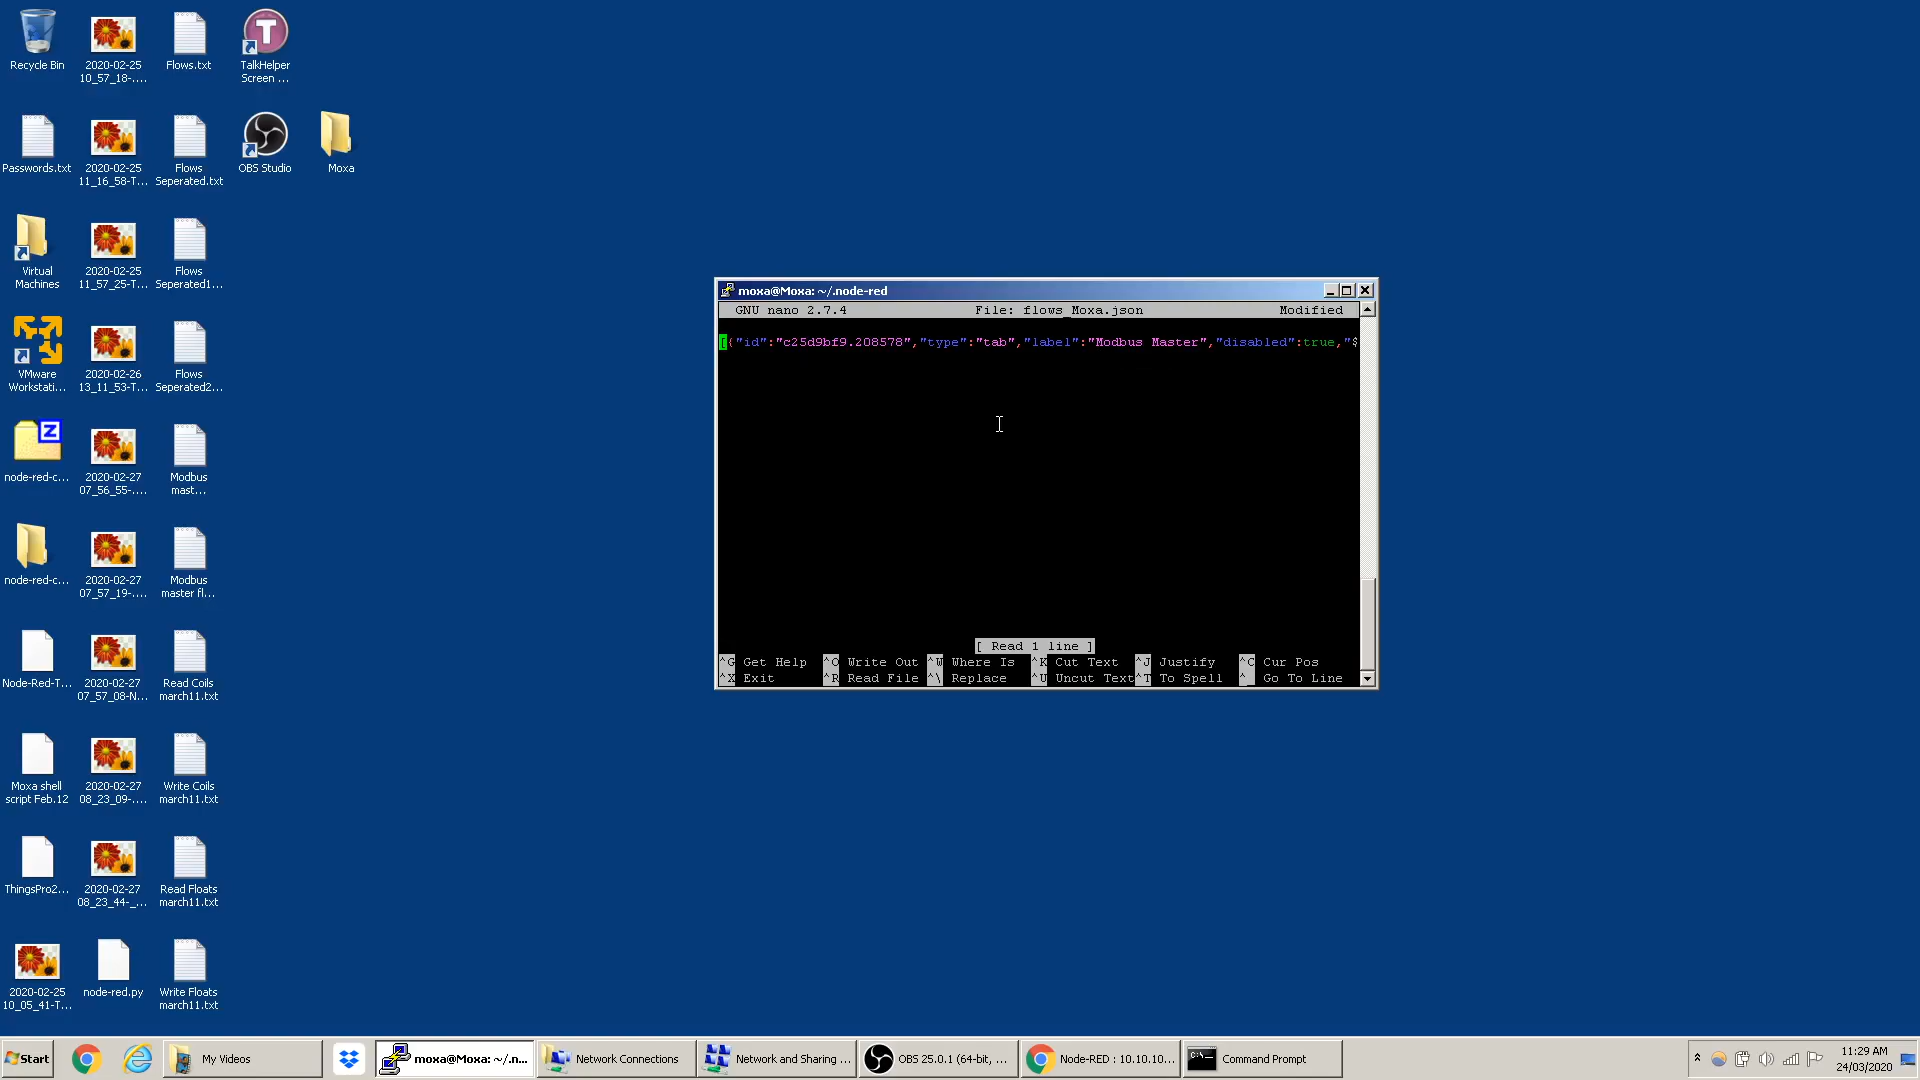 Recycle Bin
2020-02-25
10_57_18-....
Flows.txt
TalkHelper
Screen ...
Passwords.txt
2020-02-25
11_16_58-T...
Flows
Seperated.txt
OBS Studio
Moxa
Virtual
Machines
2020-02-25
11_57_25-T...
Flows
Seperated1...
VMware
Workstati...
2020-02-26
13_11_53-T...
Flows
Seperated2...
node-red-c...
2020-02-27
07_56_55-....
Modbus
mast...
node-red-c...
2020-02-27
07_57_19-....
Modbus
master fl...
Node-Red-T...
2020-02-27
07_57_08-N...
Read Coils
march11.txt
Moxa shell
script Feb.12
2020-02-27
08_23_09-....
Write Coils
march11.txt
ThingsPro2...
2020-02-27
08_23_44-_...
Read Floats
march11.txt
2020-02-25
10_05_41-T...
node-red.py
Write Floats
march11.txt
moxa@Moxa: ~/.node-red
GNU nano 2.7.4 File: flows_Moxa.json Modified
[{"id":"c25d9bf9.208578","type":"tab","label":"Modbus Master","disabled":true,"$
[ Read 1 line ]
^G Get Help ^O Write Out ^W Where Is ^K Cut Text ^J Justify ^C Cur Pos
^X Exit ^R Read File ^\ Replace ^U Uncut Text ^T To Spell ^_ Go To Line
Start My Videos moxa@Moxa: ~/.n... Network Connections Network and Sharing ... OBS 25.0.1 (64-bit, ... Node-RED : 10.10.10... Command Prompt 11:29 AM
24/03/2020